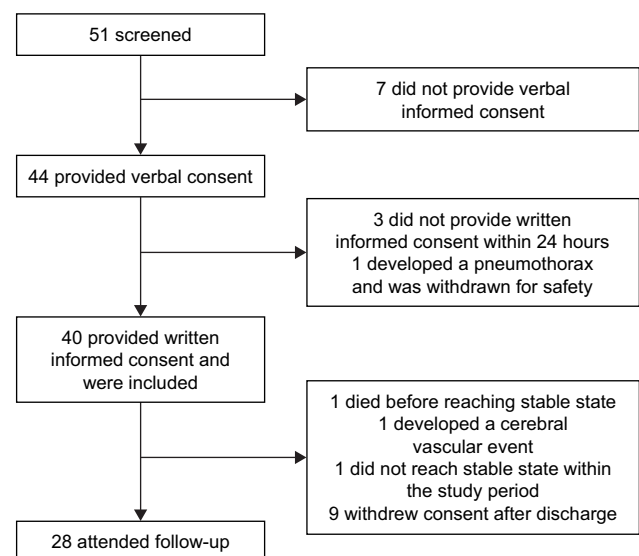 51 screened
7 did not provide verbal
informed consent
44 provided verbal consent
3 did not provide written
informed consent within 24 hours
1 developed a pneumothorax
and was withdrawn for safety
40 provided written
informed consent and
were included
1 died before reaching stable state
1 developed a cerebral
vascular event
1 did not reach stable state within
the study period
9 withdrew consent after discharge
28 attended follow-up